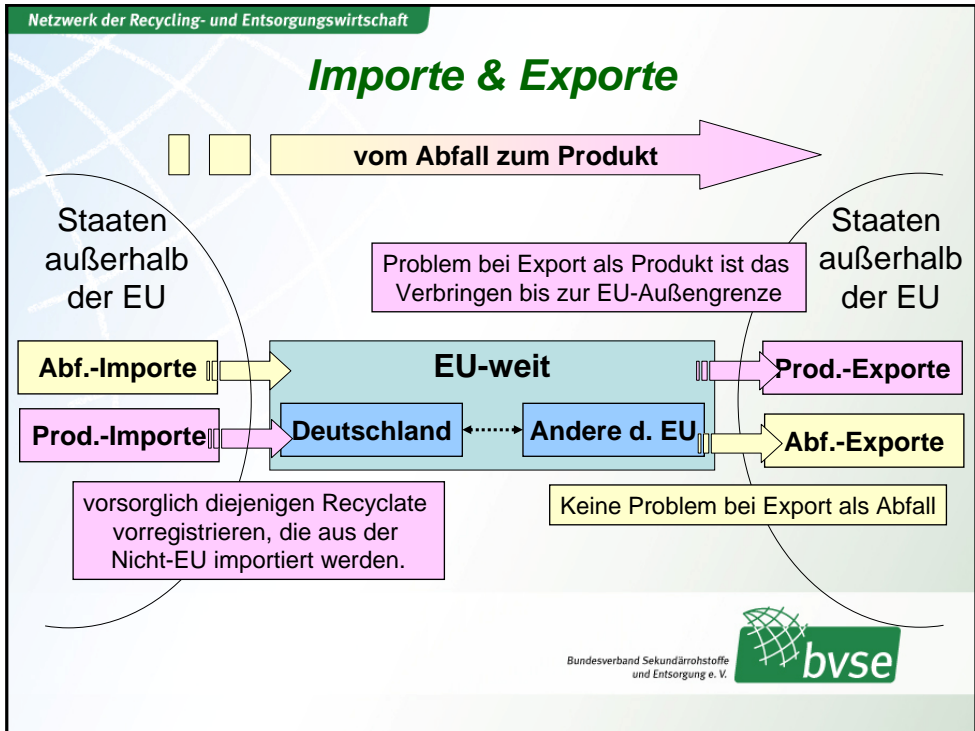 Netzwerk der Recycling- und Entsorgungswirtschaft
Importe & Exporte
vom Abfall zum Produkt
Staaten
außerhalb
der EU
Staaten
außerhalb
der EU
Problem bei Export als Produkt ist das
Verbringen bis zur EU-Außengrenze
Abf.-Importe
EU-weit
Prod.-Exporte
Prod.-Importe
Deutschland
Andere d. EU
Abf.-Exporte
vorsorglich diejenigen Recyclate
vorregistrieren, die aus der
Nicht-EU importiert werden.
Keine Problem bei Export als Abfall
Bundesverband Sekundärrohstoffe
und Entsorgung e. V.
bvse